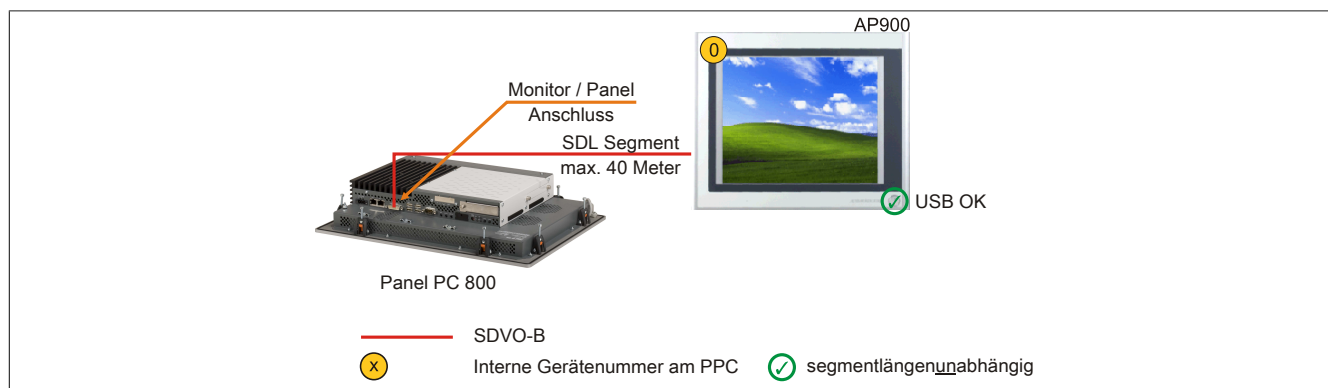 AP900
0
Monitor / Panel
Anschluss
SDL Segment
max. 40 Meter
USB OK
Panel PC 800
SDVO-B
x Interne Gerätenummer am PPC
segmentlängenunabhängig